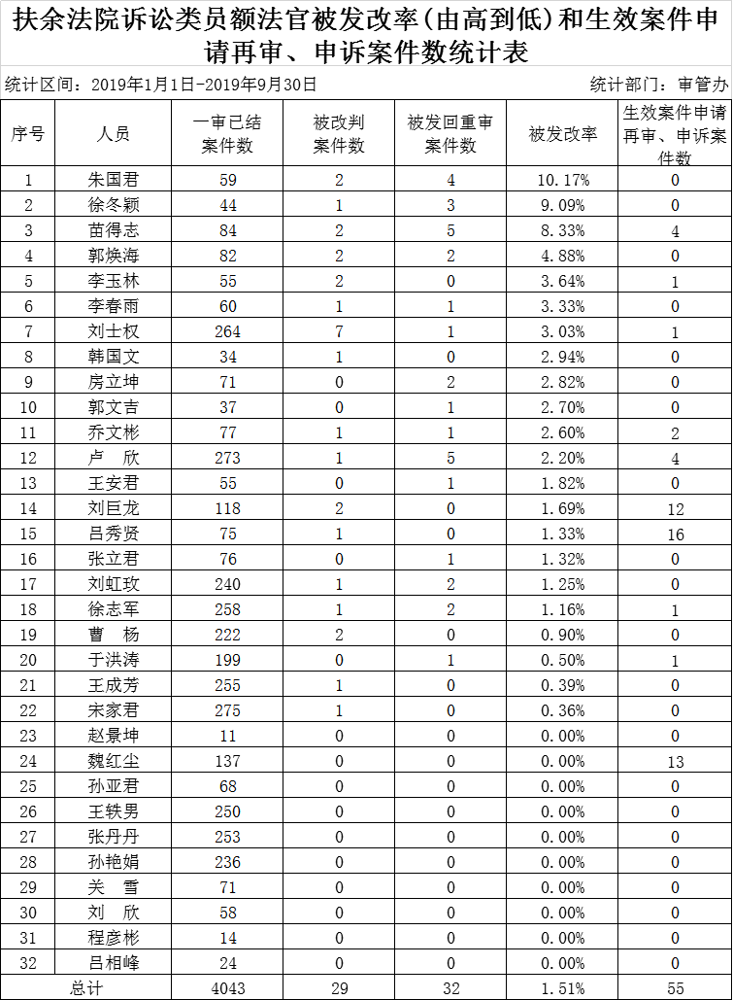 扶余法院诉讼类员额法官被发改率(由高到低)和生效案件申
请再审、申诉案件数统计表
统计区间：2019年1月1日-2019年9月30日 统计部门：审管办
序号 人员 一审已结案件数 被改判案件数 被发回重审案件数 被发改率 生效案件申请再审、申诉案件数
1 朱国君 59 2 4 10.17% 0
2 徐冬颖 44 1 3 9.09% 0
3 苗得志 84 2 5 8.33% 4
4 郭焕海 82 2 2 4.88% 0
5 李玉林 55 2 0 3.64% 1
6 李春雨 60 1 1 3.33% 0
7 刘士权 264 7 1 3.03% 1
8 韩国文 34 1 0 2.94% 0
9 房立坤 71 0 2 2.82% 0
10 郭文吉 37 0 1 2.70% 0
11 乔文彬 77 1 1 2.60% 2
12 卢 欣 273 1 5 2.20% 4
13 王安君 55 0 1 1.82% 0
14 刘巨龙 118 2 0 1.69% 12
15 吕秀贤 75 1 0 1.33% 16
16 张立君 76 0 1 1.32% 0
17 刘虹玫 240 1 2 1.25% 0
18 徐志军 258 1 2 1.16% 1
19 曹 杨 222 2 0 0.90% 0
20 于洪涛 199 0 1 0.50% 1
21 王成芳 255 1 0 0.39% 0
22 宋家君 275 1 0 0.36% 0
23 赵景坤 11 0 0 0.00% 0
24 魏红尘 137 0 0 0.00% 13
25 孙亚君 68 0 0 0.00% 0
26 王轶男 250 0 0 0.00% 0
27 张丹丹 253 0 0 0.00% 0
28 孙艳娟 236 0 0 0.00% 0
29 关 雪 71 0 0 0.00% 0
30 刘 欣 58 0 0 0.00% 0
31 程彦彬 14 0 0 0.00% 0
32 吕相峰 24 0 0 0.00% 0
总计 4043 29 32 1.51% 55